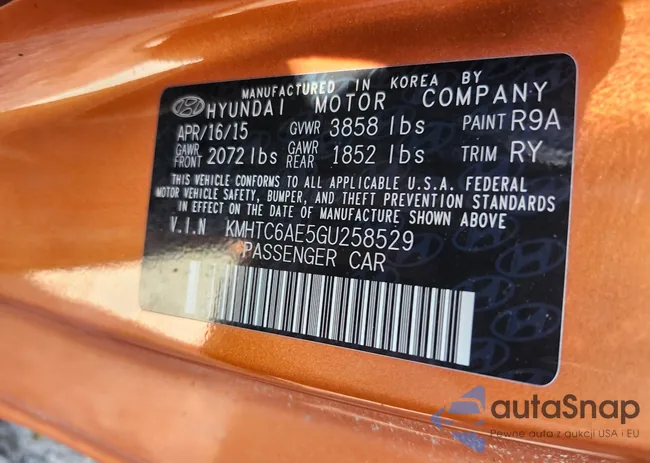 MANUFACTURED IN KOREA BY
HYUNDAI MOTOR COMPANY
APR/16/15 GVWR 3858 lbs PAINT R9A
GAWR FRONT 2072 lbs GAWR REAR 1852 lbs TRIM RY
THIS VEHICLE CONFORMS TO ALL APPLICABLE U.S.A. FEDERAL
MOTOR VEHICLE SAFETY, BUMPER, AND THEFT PREVENTION STANDARDS
IN EFFECT ON THE DATE OF MANUFACTURE SHOWN ABOVE
V.I.N KMHTC6AE5GU258529
PASSENGER CAR
autaSnap
Pewne auta z aukcji USA i EU